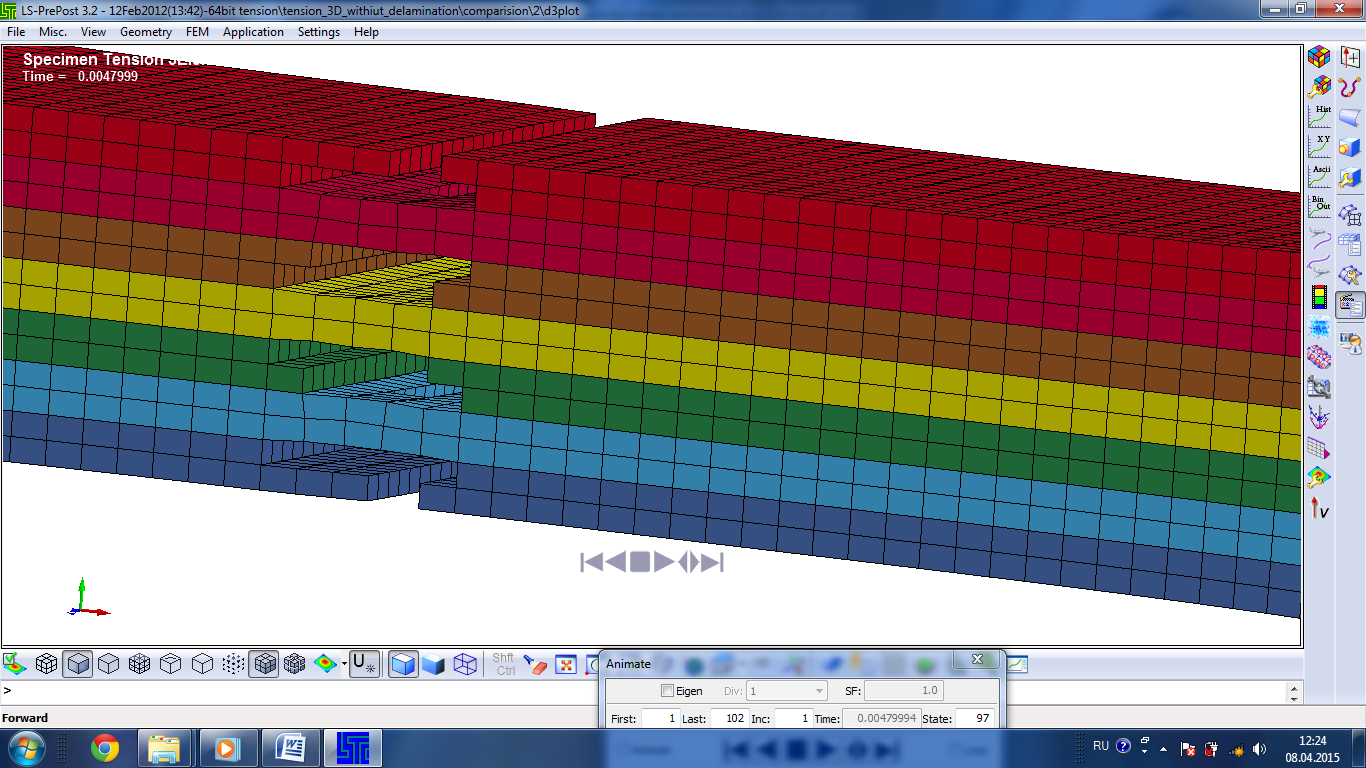 LS-PrePost 3.2 - 12Feb2012(13:42)-64bit tension\tension_3D_withiut_delamination\comparision\2\d3plot
File Misc. View Geometry FEM Application Settings Help
Specimen Tension
Time = 0.0047999
Hist
X Y
Ascii
Bin
Out
V
U
Shft
Ctrl
>
Forward
Animate
Eigen Div: 1 SF: 1.0
First: 1 Last: 102 Inc: 1 Time: 0.00479994 State: 97
RU
12:24
08.04.2015